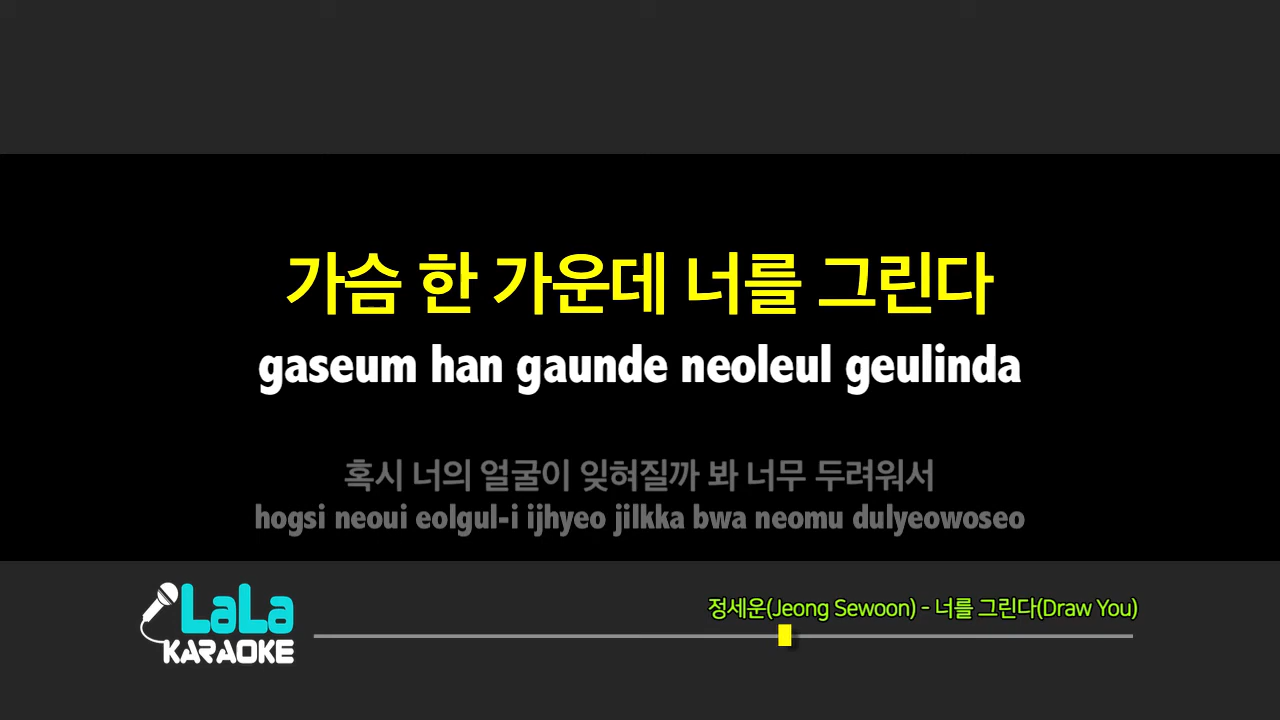 가슴 한 가운데 너를 그린다
gaseum han gaunde neoleul geulinda
혹시 너의 얼굴이 잊혀질까 봐 너무 두려워서
hogsi neoui eolgul-i ijhyeo jilkka bwa neomu dulyeowoseo
LaLa
KARAOKE
정세운(Jeong Sewoon) - 너를 그린다(Draw You)